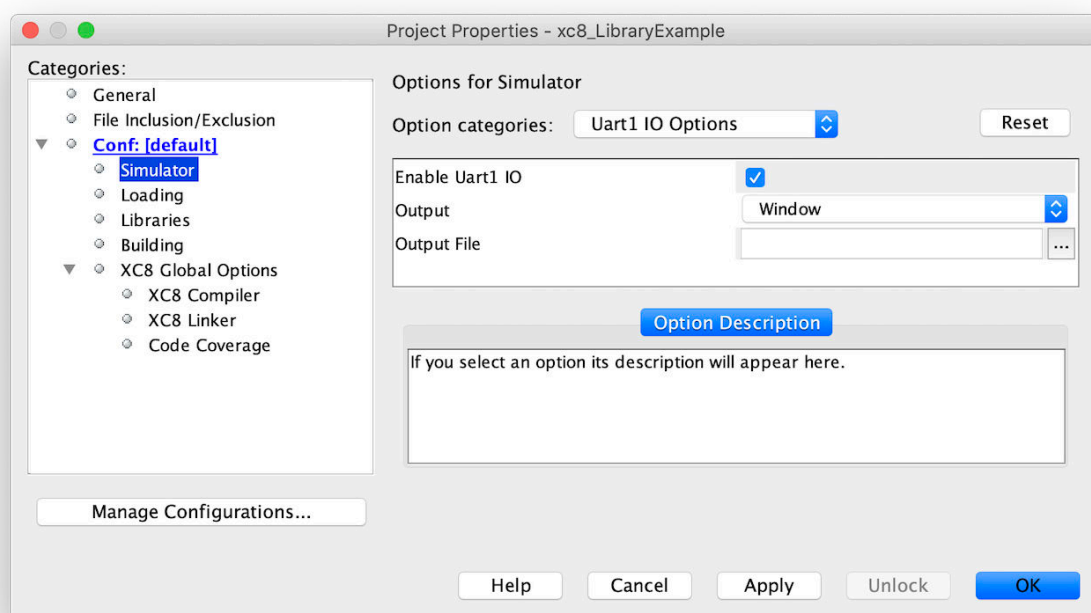 Project Properties - xc8_LibraryExample
Categories:
General
File Inclusion/Exclusion
Conf: [default]
Simulator
Loading
Libraries
Building
XC8 Global Options
XC8 Compiler
XC8 Linker
Code Coverage
Manage Configurations...
Options for Simulator
Option categories: Uart1 IO Options Reset
Enable Uart1 IO
Output Window
Output File ...
Option Description
If you select an option its description will appear here.
Help Cancel Apply Unlock OK